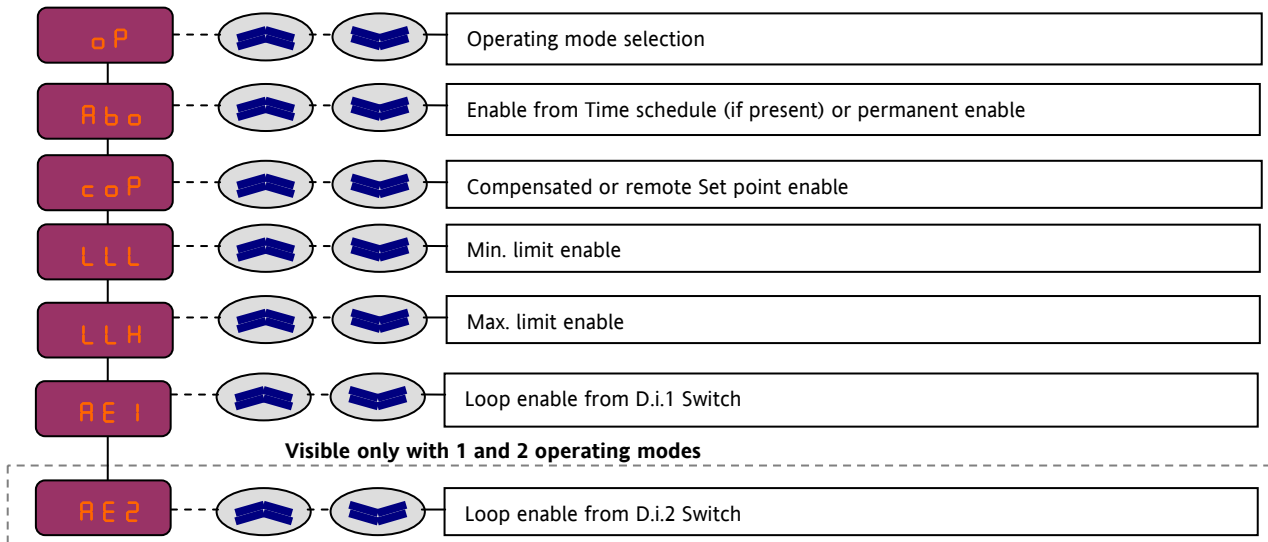 oP Operating mode selection
Abo Enable from Time schedule (if present) or permanent enable
coP Compensated or remote Set point enable
LLL Min. limit enable
LLH Max. limit enable
AE1 Loop enable from D.i.1 Switch
Visible only with 1 and 2 operating modes
AE2 Loop enable from D.i.2 Switch